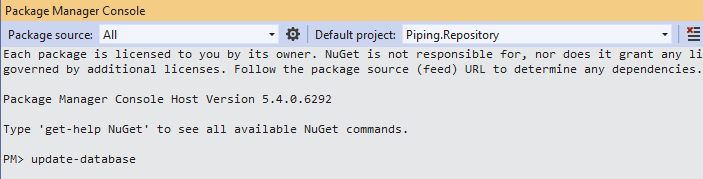 Package Manager Console
Package source: All Default project: Piping.Repository
Each package is licensed to you by its owner. NuGet is not responsible for, nor does it grant any
governed by additional licenses. Follow the package source (feed) URL to determine any dependencies.
Package Manager Console Host Version 5.4.0.6292
Type 'get-help NuGet' to see all available NuGet commands.
PM> update-database